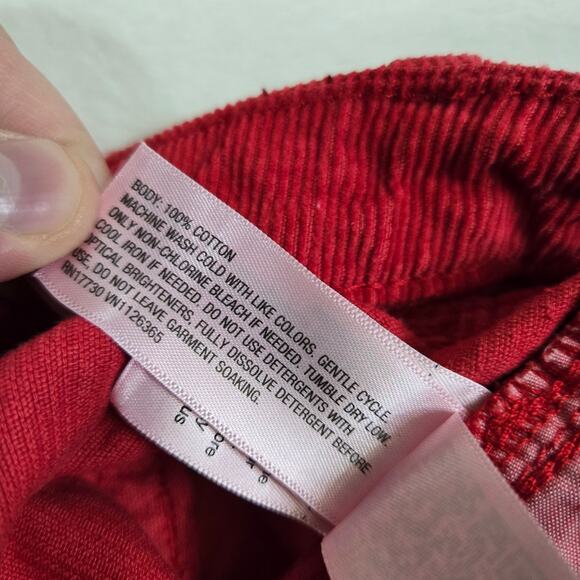 BODY: 100% COTTON
MACHINE WASH COLD WITH LIKE COLORS. GENTLE CYCLE.
ONLY NON-CHLORINE BLEACH IF NEEDED. TUMBLE DRY LOW.
COOL IRON IF NEEDED. DO NOT USE DETERGENTS WITH
OPTICAL BRIGHTENERS. FULLY DISSOLVE DETERGENT BEFORE
USE. DO NOT LEAVE GARMENT SOAKING.
RN17730 VN1126365